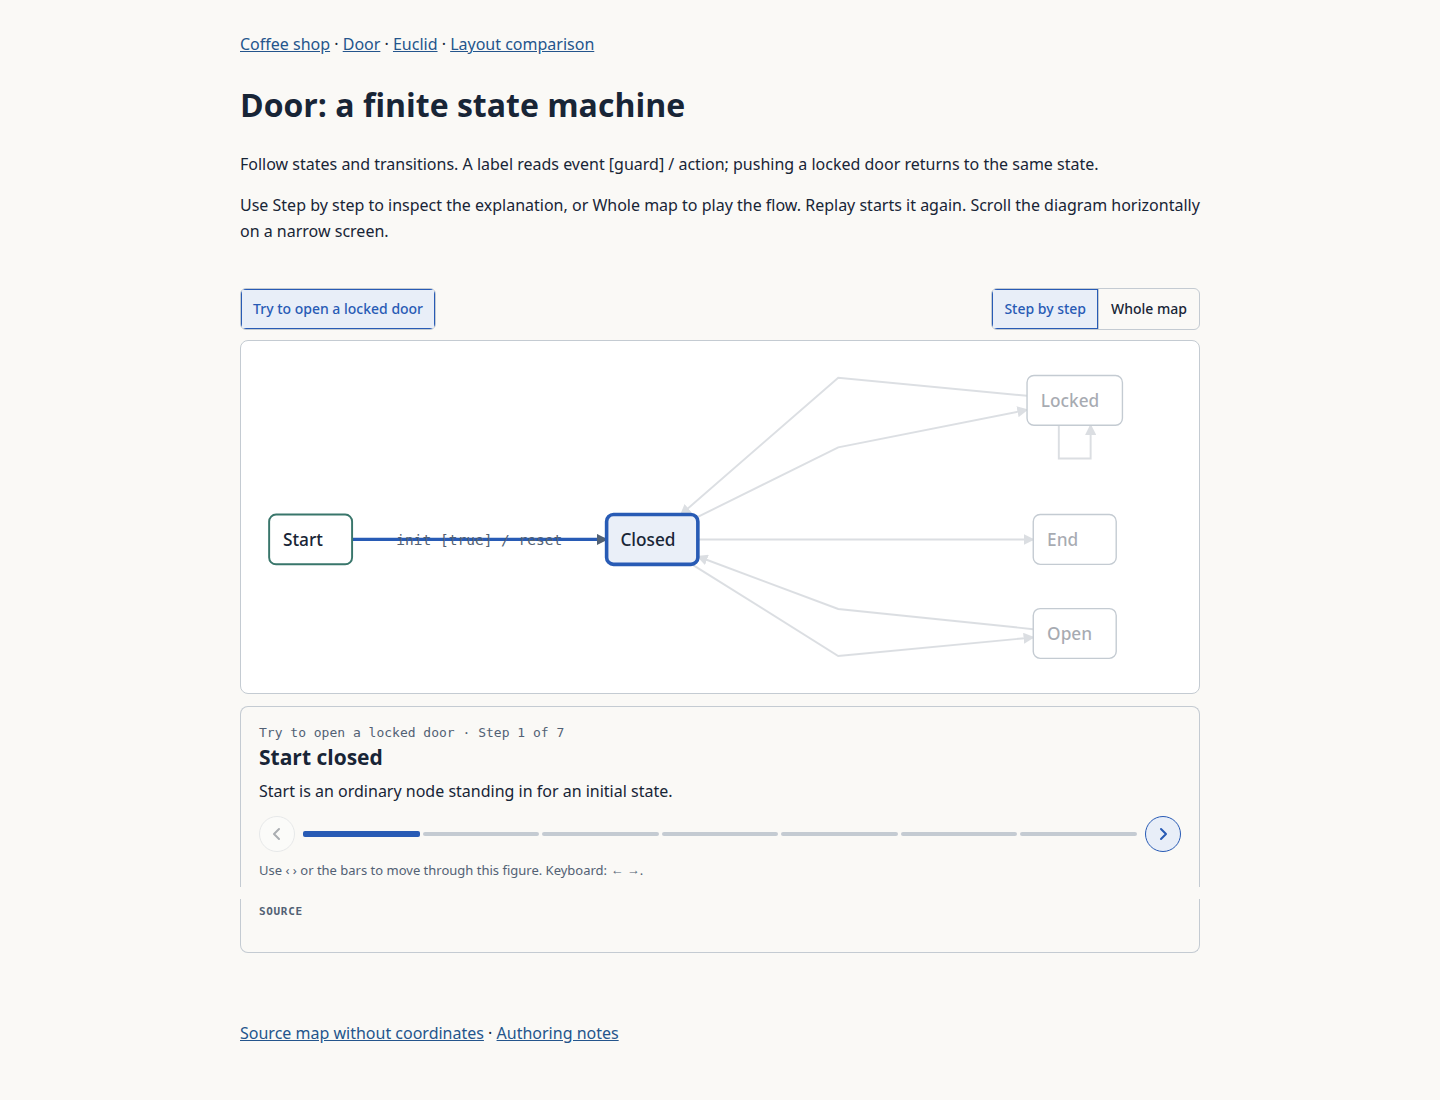 Coffee shop · Door · Euclid · Layout comparison
Door: a finite state machine
Follow states and transitions. A label reads event [guard] / action; pushing a locked door returns to the same state.
Use Step by step to inspect the explanation, or Whole map to play the flow. Replay starts it again. Scroll the diagram horizontally
on a narrow screen.
Try to open a locked door
Step by step
Whole map
Locked
Start
init [true] / reset
Closed
End
Open
Try to open a locked door · Step 1 of 7
Start closed
Start is an ordinary node standing in for an initial state.
Use ‹ › or the bars to move through this figure. Keyboard: ← →.
SOURCE
Source map without coordinates · Authoring notes